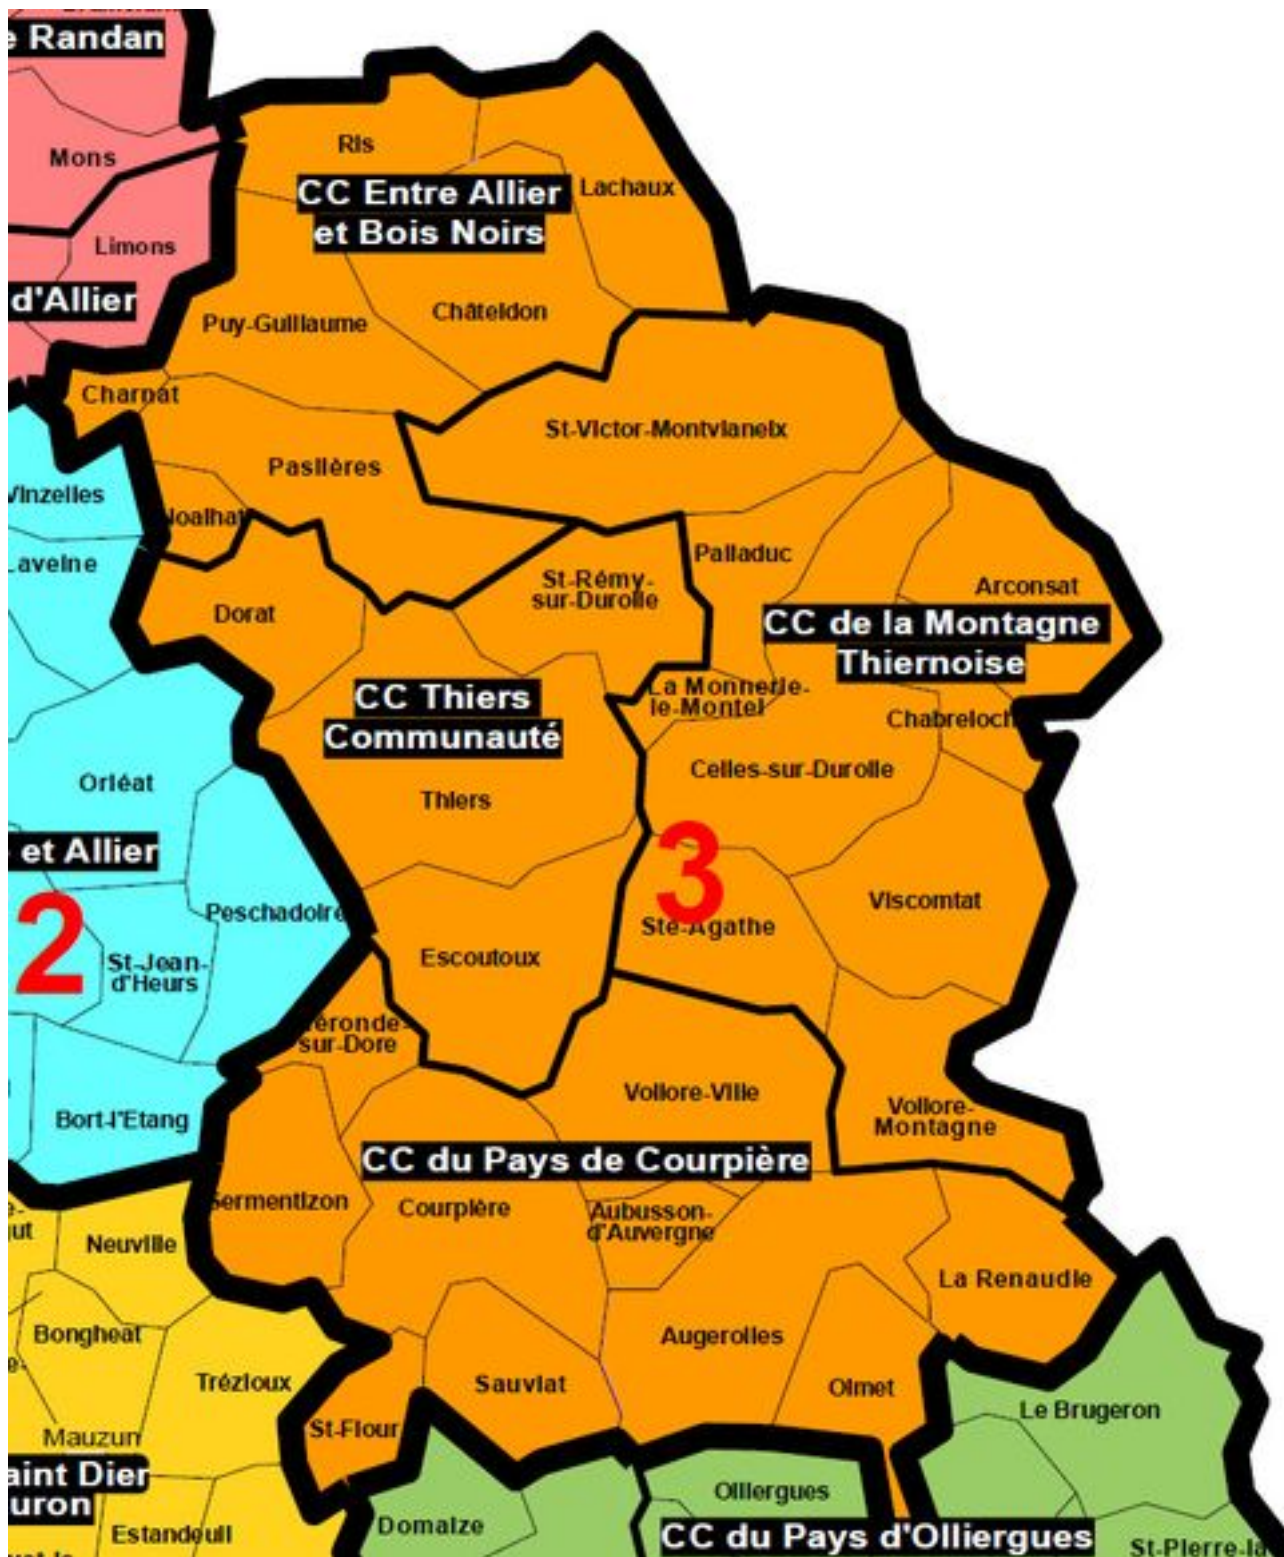 Randan
Mons
Ris
CC Entre Allier
et Bois Noirs
Lachaux
Limons
d'Allier
Puy-Guillaume
Châteldon
Charnat
St-Victor-Montvianeix
Paslières
Vinzelles
Noalhat
Palladuc
Laveine
St-Rémy-
sur-Durolle
Arconsat
Dorat
CC de la Montagne
Thiernoise
CC Thiers
Communauté
La Monnerie-
le-Montel
Chabreloch
Celles-sur-Durolle
Orléat
Thiers
et Allier
3
Viscomtat
Peschadoire
Ste-Agathe
2
St-Jean-
d'Heurs
Escoutoux
sur-Dore
Vollore-Ville
Bort-l'Etang
Vollore-
Montagne
CC du Pays de Courpière
Sermentizon
Courpière
Aubusson-
d'Auvergne
Neuville
La Renaudie
Bongheat
Augerolles
Trézioux
Sauviat
Olmet
Le Brugeron
St-Flour
Mauzun
aint Dier
uron
Olliergues
Estandeuil
Domaize
CC du Pays d'Olliergues
St-Pierre-la